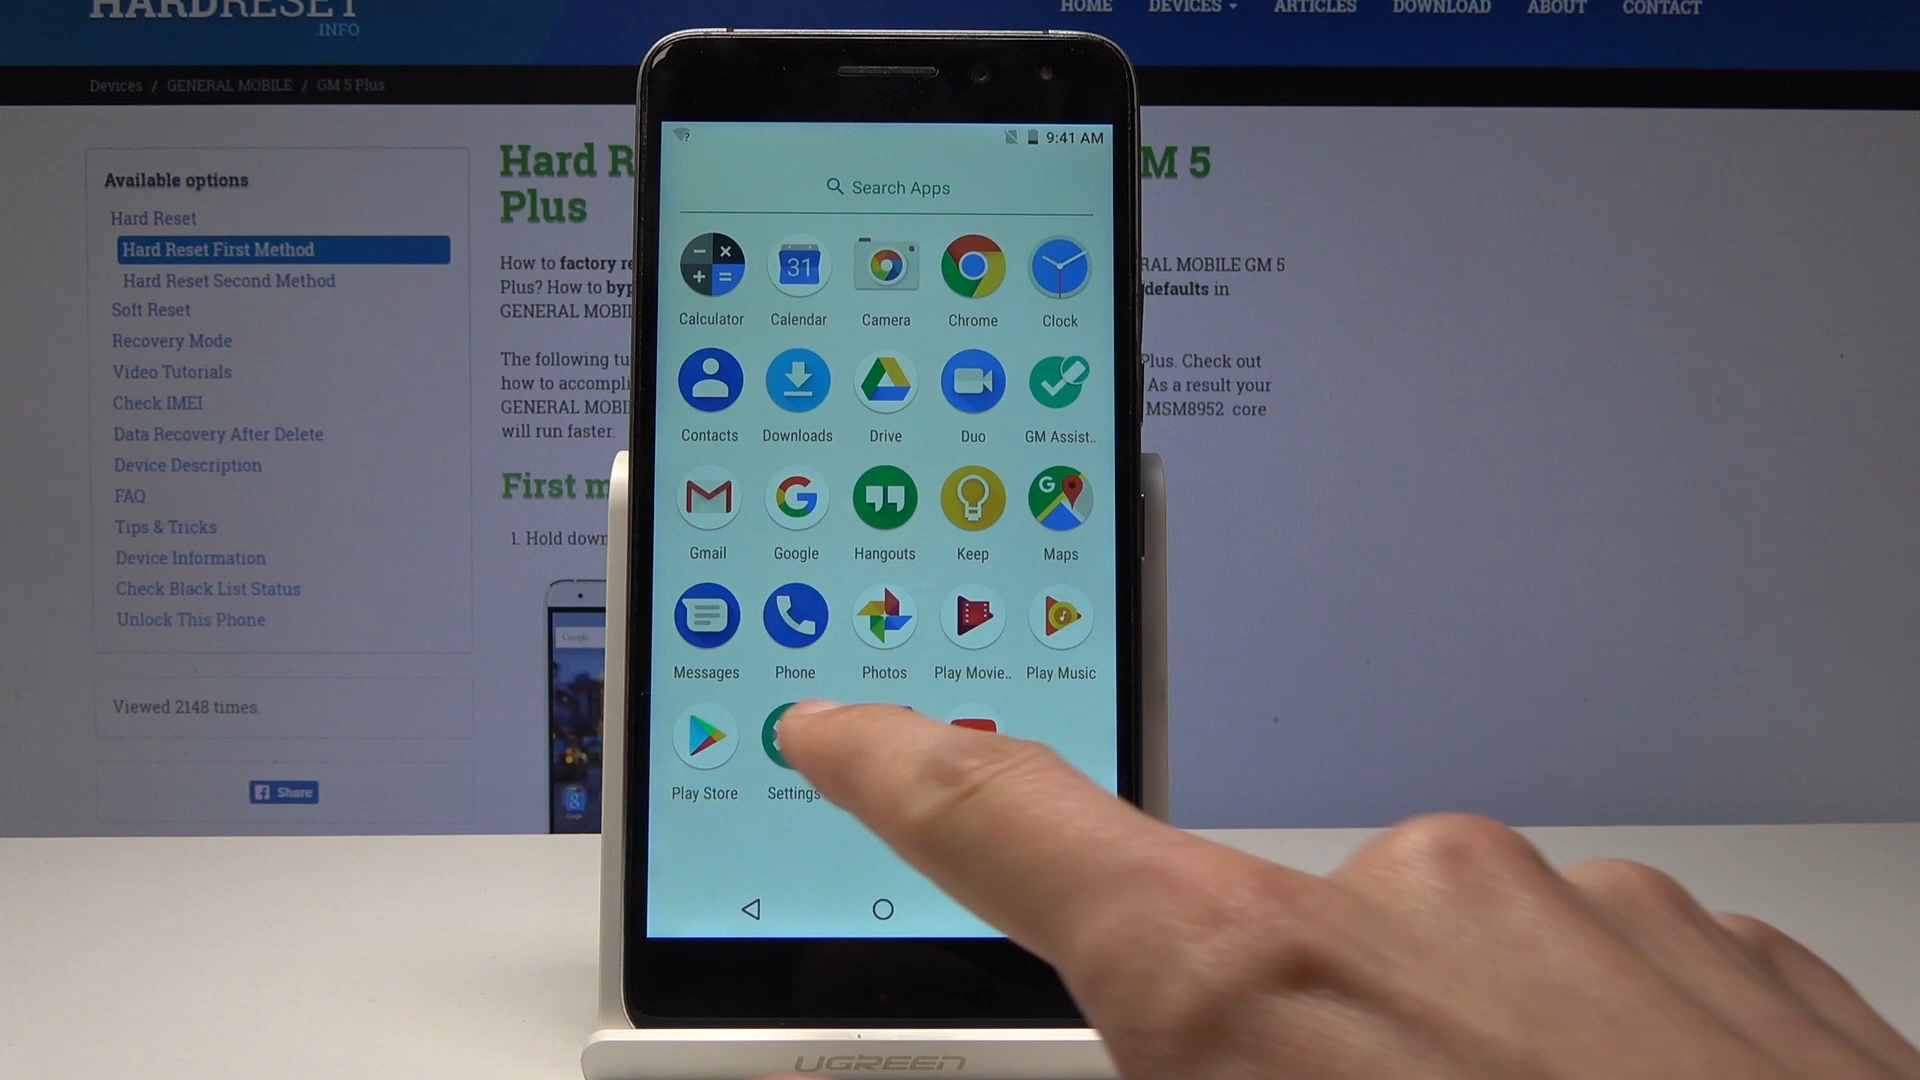 HARDRESET
.INFO
HOME DEVICES ARTICLES DOWNLOAD ABOUT CONTACT
Devices / GENERAL MOBILE / GM 5 Plus
Available options
Hard Reset
Hard Reset First Method
Hard Reset Second Method
Soft Reset
Recovery Mode
Video Tutorials
Check IMEI
Data Recovery After Delete
Device Description
FAQ
Tips & Tricks
Device Information
Check Black List Status
Unlock This Phone
Viewed 2148 times.
Share
Hard R M 5
Plus
How to factory re RAL MOBILE GM 5
Plus? How to byp defaults in
GENERAL MOBIL
The following tu Plus. Check out
how to accompli As a result your
GENERAL MOBI MSM8952 core
will run faster.
First m
1. Hold down
Google
9:41 AM
Search Apps
31
Calculator Calendar Camera Chrome Clock
Contacts Downloads Drive Duo GM Assist..
Gmail Google Hangouts Keep Maps
Messages Phone Photos Play Movie.. Play Music
Play Store Settings
UGREEN